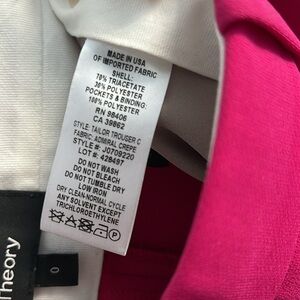 MADE IN USA
OF IMPORTED FABRIC
SHELL:
70% TRIACETATE
30% POLYESTER
POCKETS & BINDING:
100% POLYESTER
RN 98406
CA 39862
STYLE: TAILOR TROUSER C
FABRIC: ADMIRAL CREPE
STYLE #: J0709220
LOT #: 428497
DO NOT WASH
DO NOT BLEACH
DO NOT TUMBLE DRY
LOW IRON
DRY CLEAN-NORMAL CYCLE
ANY SOLVENT EXCEPT
TRICHLOROETHYLENE
P
Theory
0